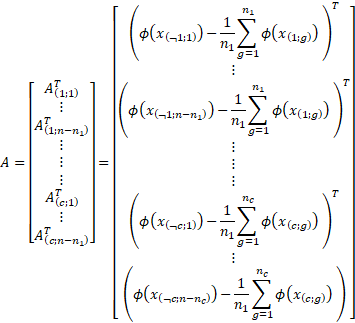 A = [ A^T_(1;1) ⋮ A^T_(1;n−n_1) ⋮ ⋮ ⋮ A^T_(c;1) ⋮ A^T_(c;n−n_1) ] =
(ϕ(x_(¬1;1)) − 1/n_1 ∑_{g=1}^{n_1} ϕ(x_(1;g)))^T
⋮
(ϕ(x_(¬1;n−n_1)) − 1/n_1 ∑_{g=1}^{n_1} ϕ(x_(1;g)))^T
⋮
⋮
⋮
(ϕ(x_(¬c;1)) − 1/n_1 ∑_{g=1}^{n_c} ϕ(x_(c;g)))^T
⋮
(ϕ(x_(¬c;n−n_c)) − 1/n_1 ∑_{g=1}^{n_c} ϕ(x_(c;g)))